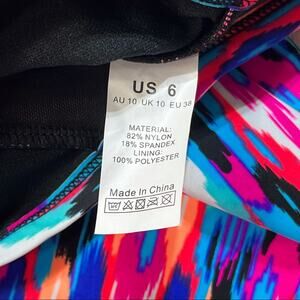 US 6
AU 10 UK 10 EU 38
MATERIAL:
82% NYLON
18% SPANDEX
LINING:
100% POLYESTER
Made In China